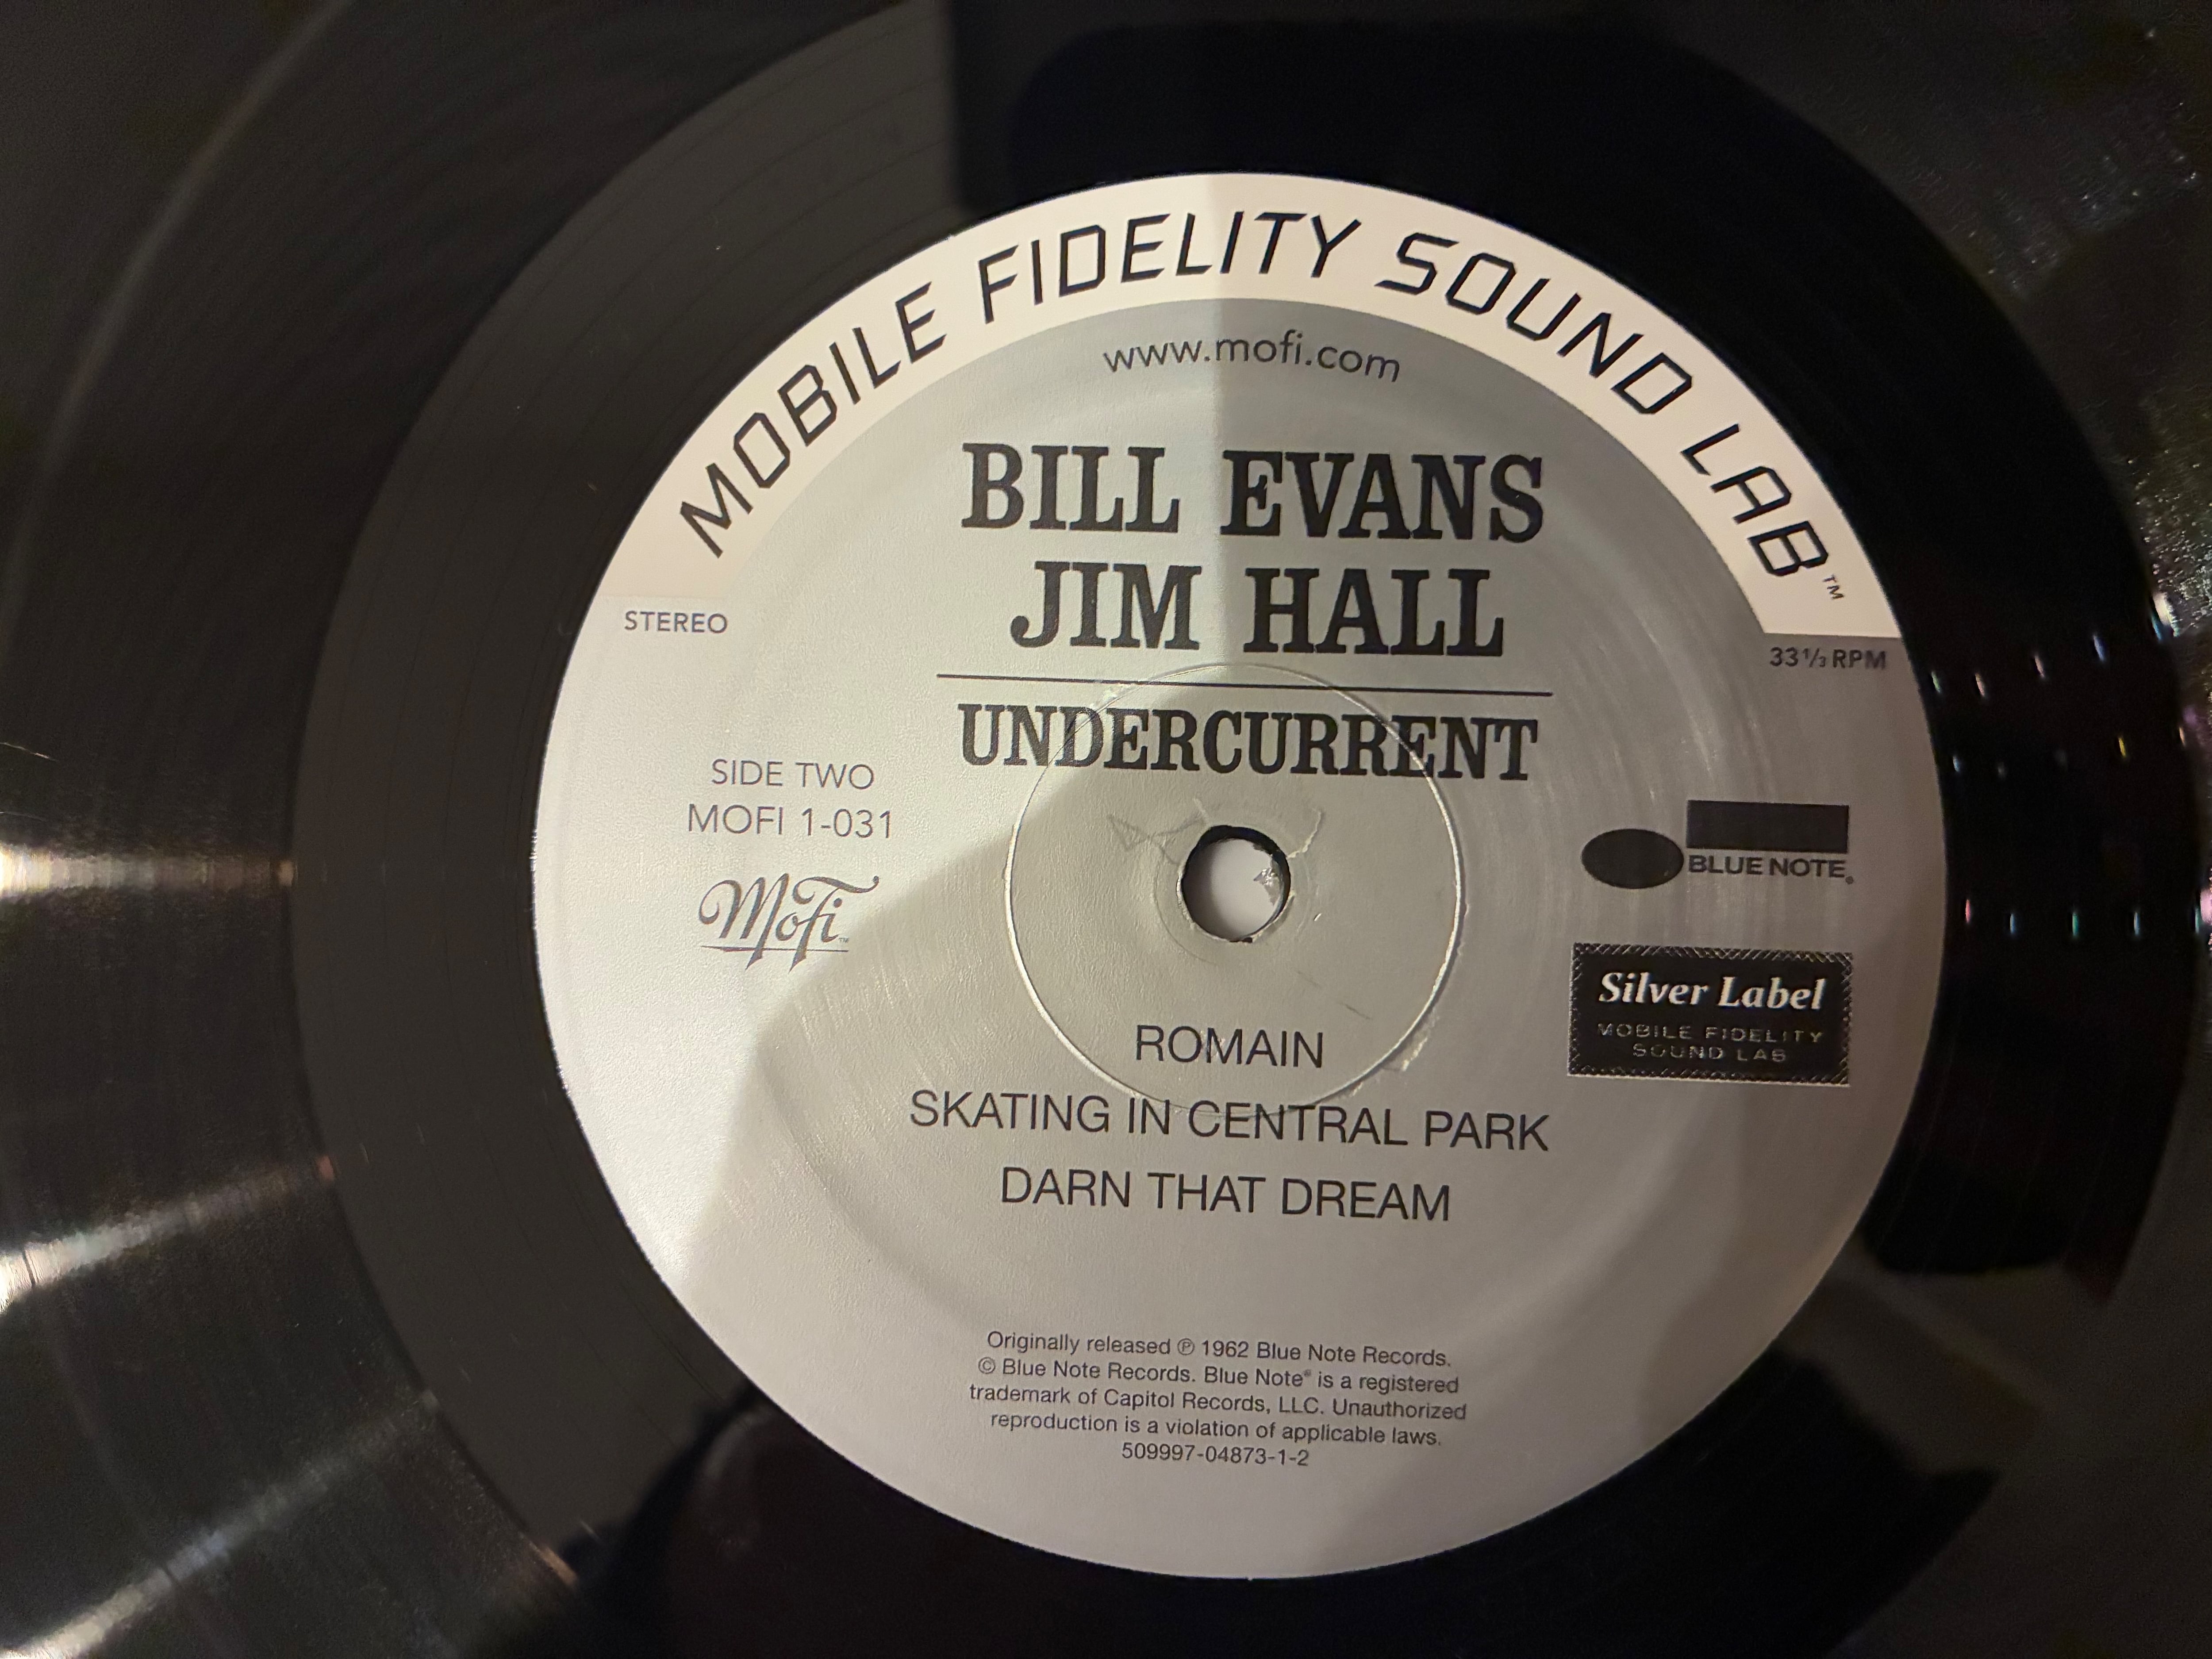 MOBILE FIDELITY SOUND LAB™
www.mofi.com
BILL EVANS
JIM HALL
UNDERCURRENT
STEREO
33⅓ RPM
SIDE TWO
MOFI 1-031
MoFi™
BLUE NOTE®
Silver Label
MOBILE FIDELITY
SOUND LAB
ROMAIN
SKATING IN CENTRAL PARK
DARN THAT DREAM
Originally released ℗ 1962 Blue Note Records.
© Blue Note Records. Blue Note® is a registered
trademark of Capitol Records, LLC. Unauthorized
reproduction is a violation of applicable laws.
509997-04873-1-2